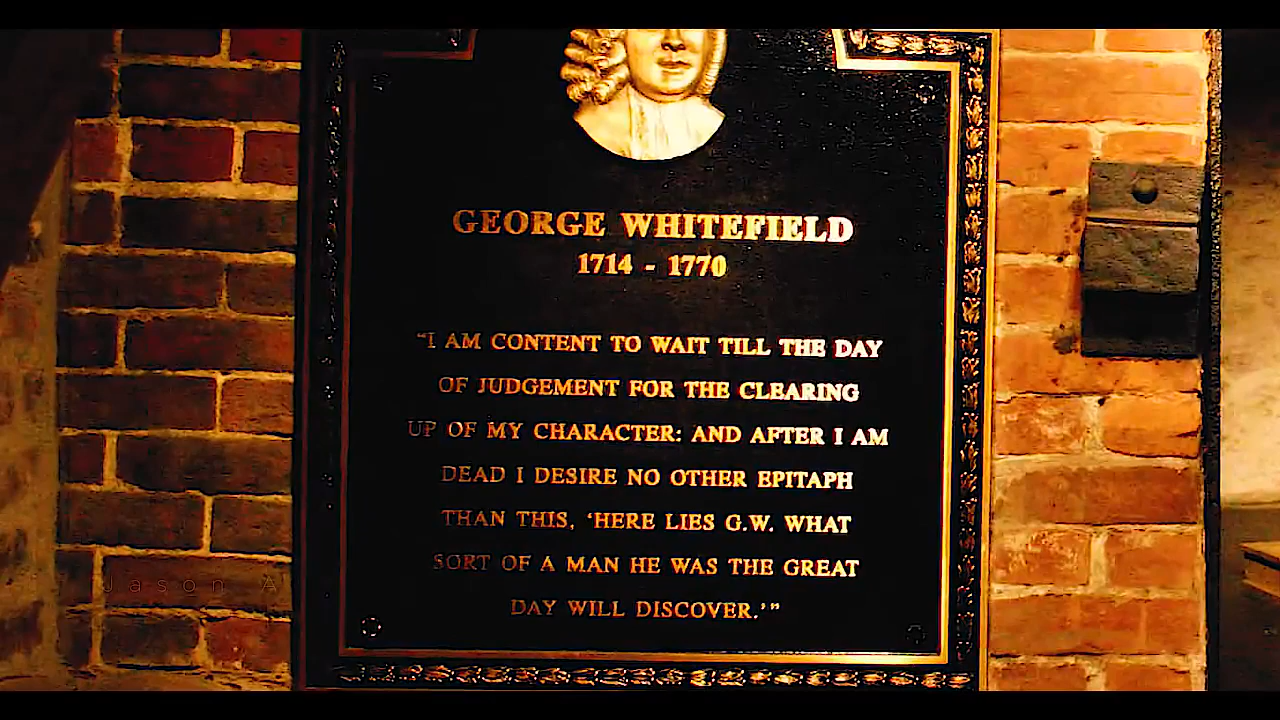 GEORGE WHITEFIELD
1714 - 1770
"I AM CONTENT TO WAIT TILL THE DAY
OF JUDGEMENT FOR THE CLEARING
UP OF MY CHARACTER: AND AFTER I AM
DEAD I DESIRE NO OTHER EPITAPH
THAN THIS, 'HERE LIES G.W. WHAT
SORT OF A MAN HE WAS THE GREAT
DAY WILL DISCOVER.'"
Jason A